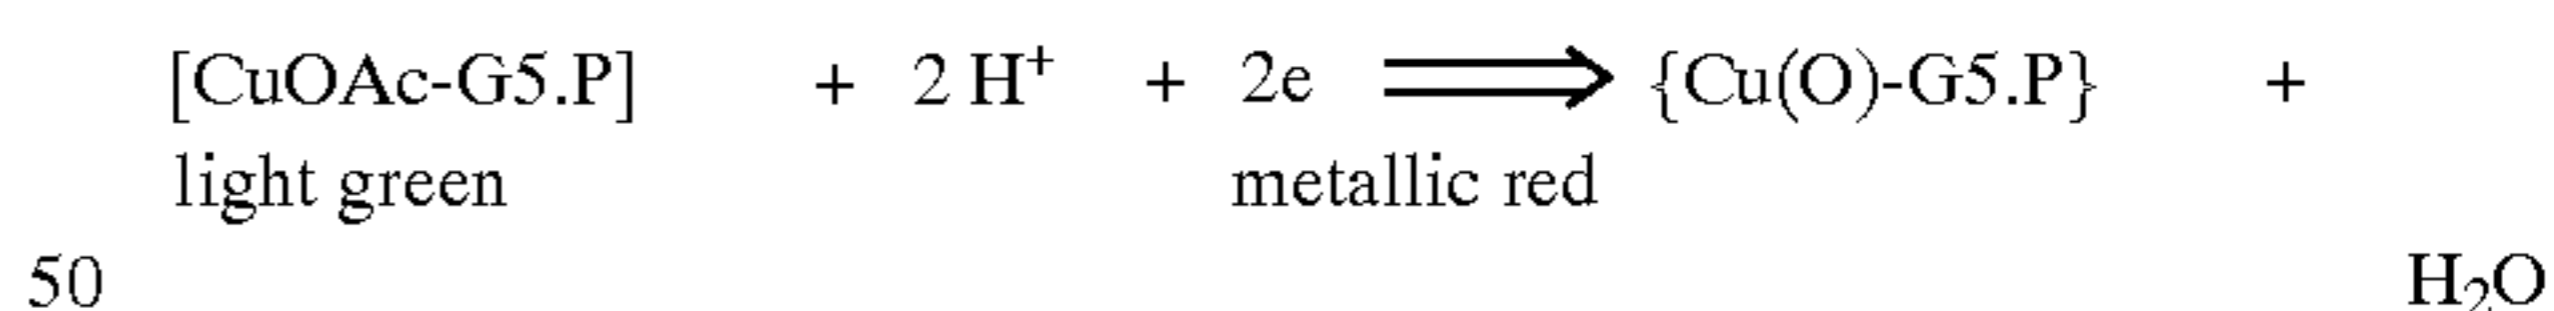 [CuOAc-G5.P] + 2 H⁺ + 2e ⟹ {Cu(O)-G5.P} +
light green metallic red
50 H₂O